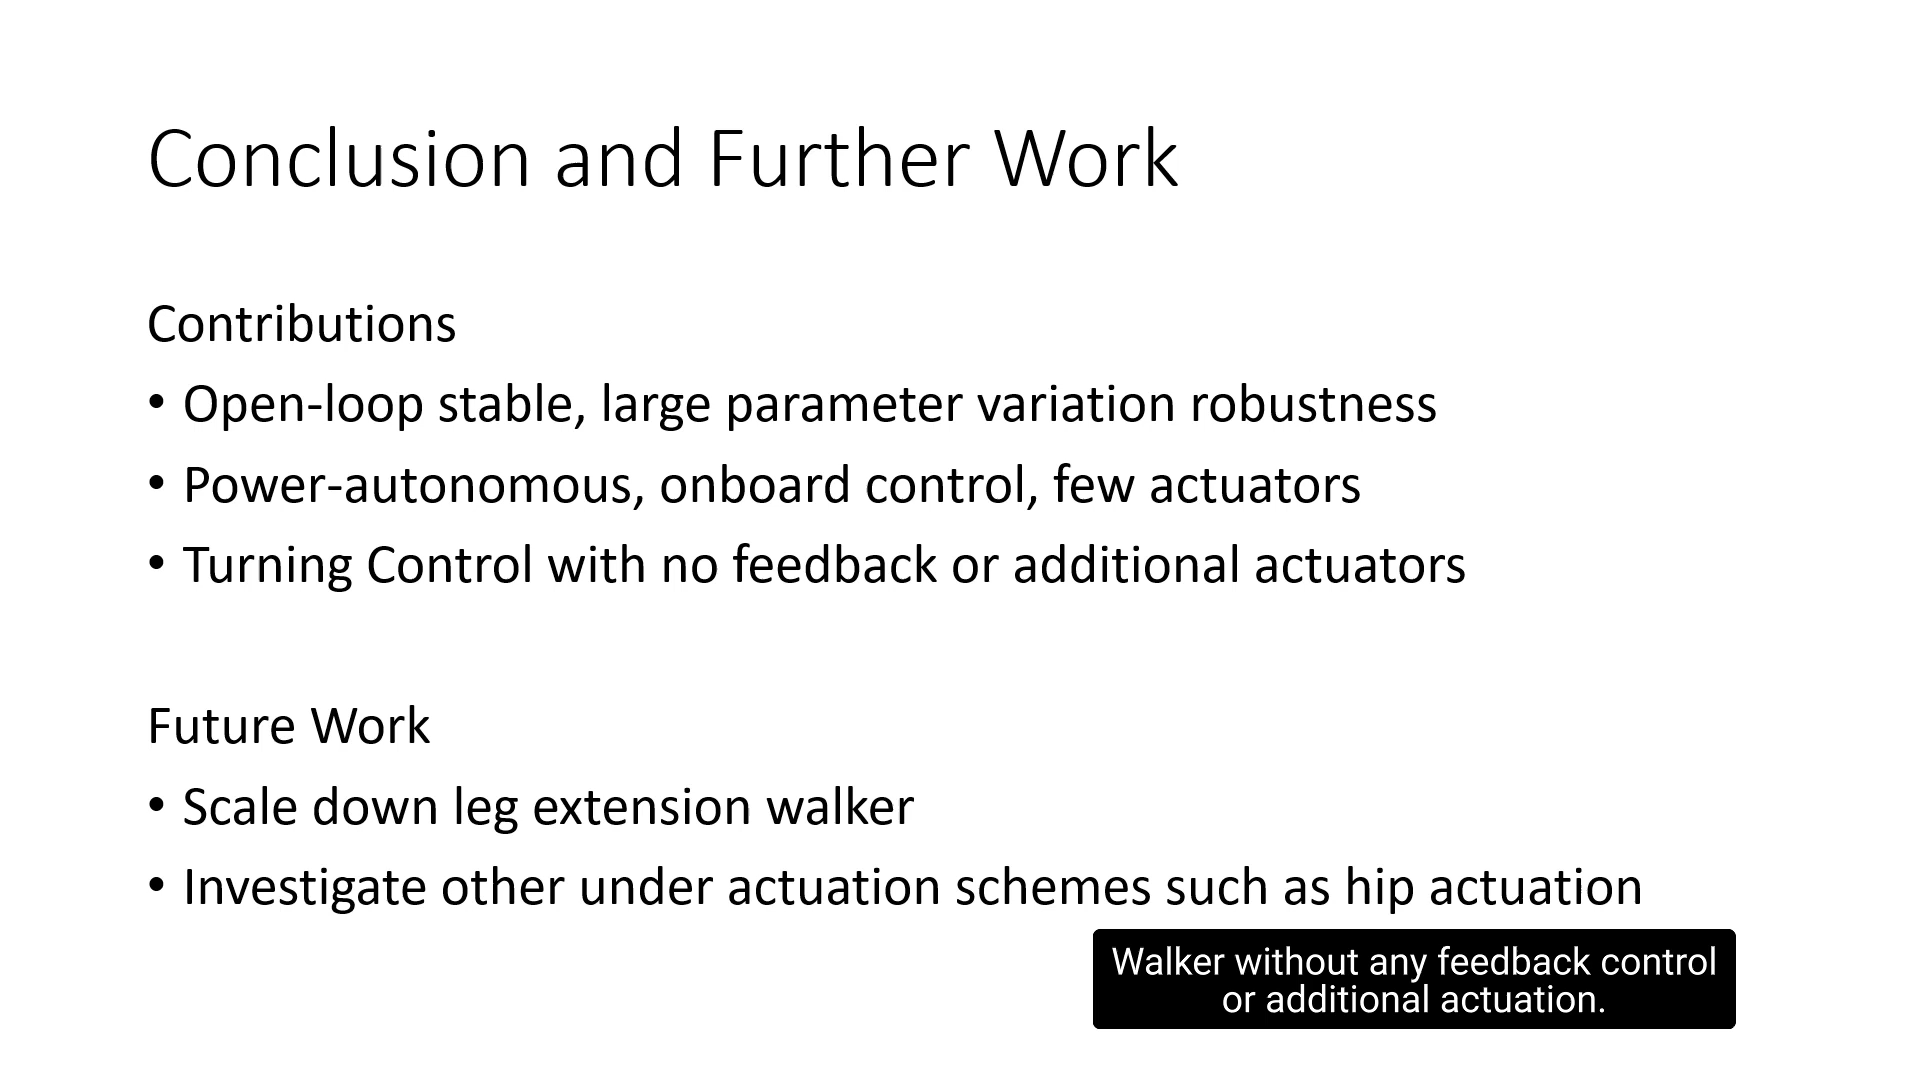 Conclusion and Further Work
Contributions
• Open-loop stable, large parameter variation robustness
• Power-autonomous, onboard control, few actuators
• Turning Control with no feedback or additional actuators
Future Work
• Scale down leg extension walker
• Investigate other under actuation schemes such as hip actuation
Walker without any feedback control
or additional actuation.